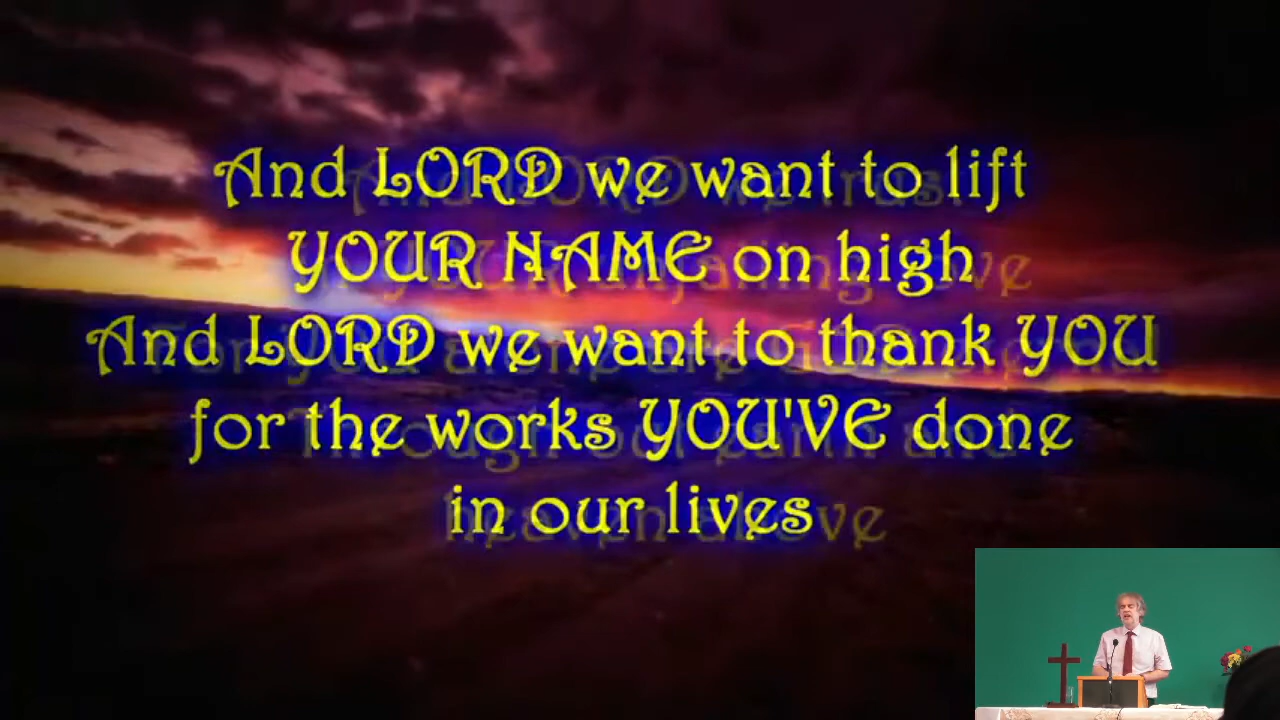 And LORD we want to lift
YOUR NAME on high
And LORD we want to thank YOU
for the works YOU'VE done
in our lives